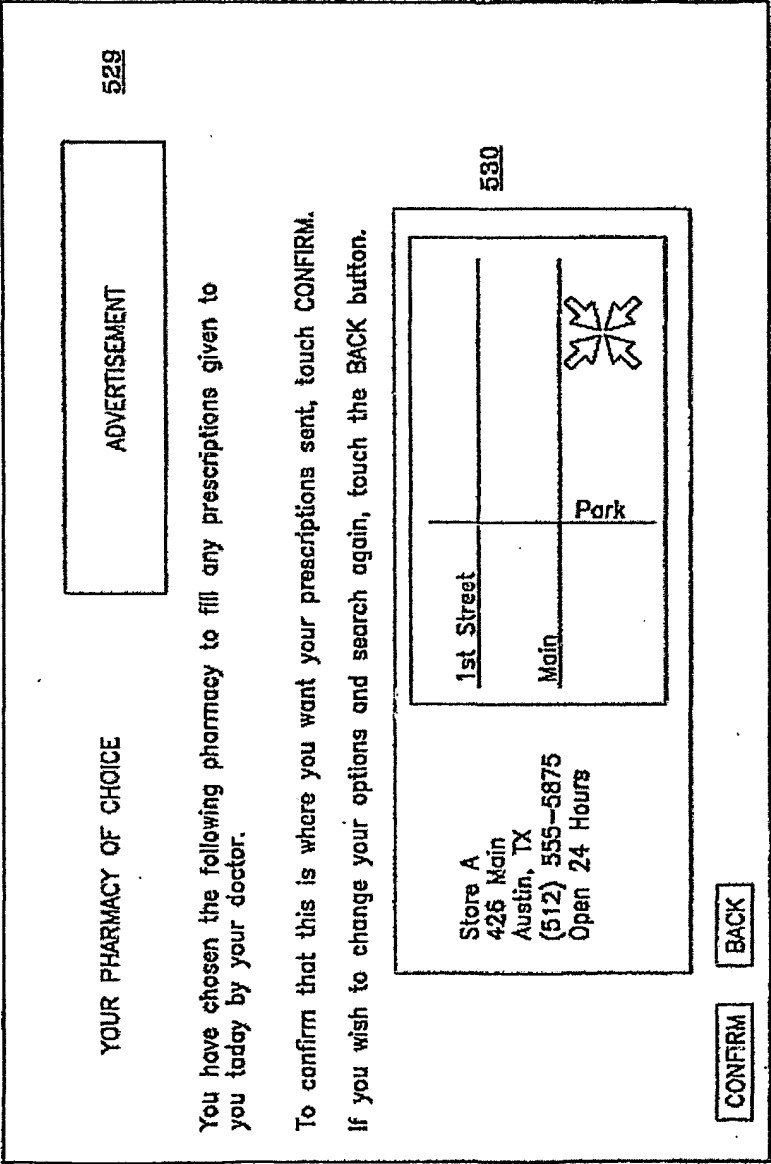 YOUR PHARMACY OF CHOICE
ADVERTISEMENT
529
You have chosen the following pharmacy to fill any prescriptions given to
you today by your doctor.
To confirm that this is where you want your prescriptions sent, touch CONFIRM.
If you wish to change your options and search again, touch the BACK button.
530
Store A
426 Main
Austin, TX
(512) 555-5875
Open 24 Hours
1st Street
Main
Park
CONFIRM
BACK